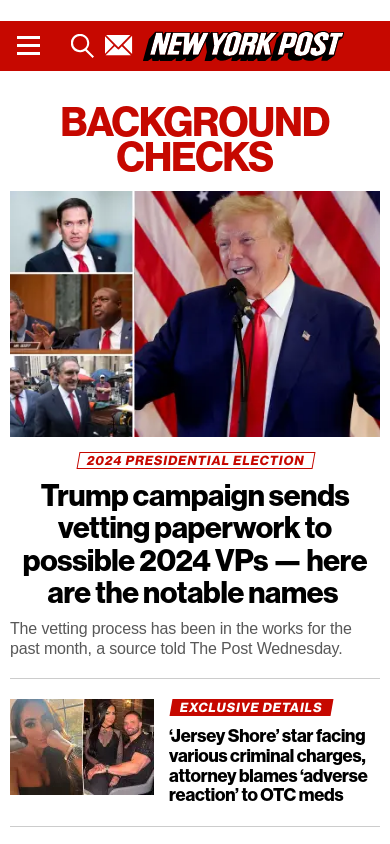 NEW YORK POST
BACKGROUND
CHECKS
2024 PRESIDENTIAL ELECTION
Trump campaign sends
vetting paperwork to
possible 2024 VPs — here
are the notable names
The vetting process has been in the works for the
past month, a source told The Post Wednesday.
EXCLUSIVE DETAILS
‘Jersey Shore’ star facing
various criminal charges,
attorney blames ‘adverse
reaction’ to OTC meds